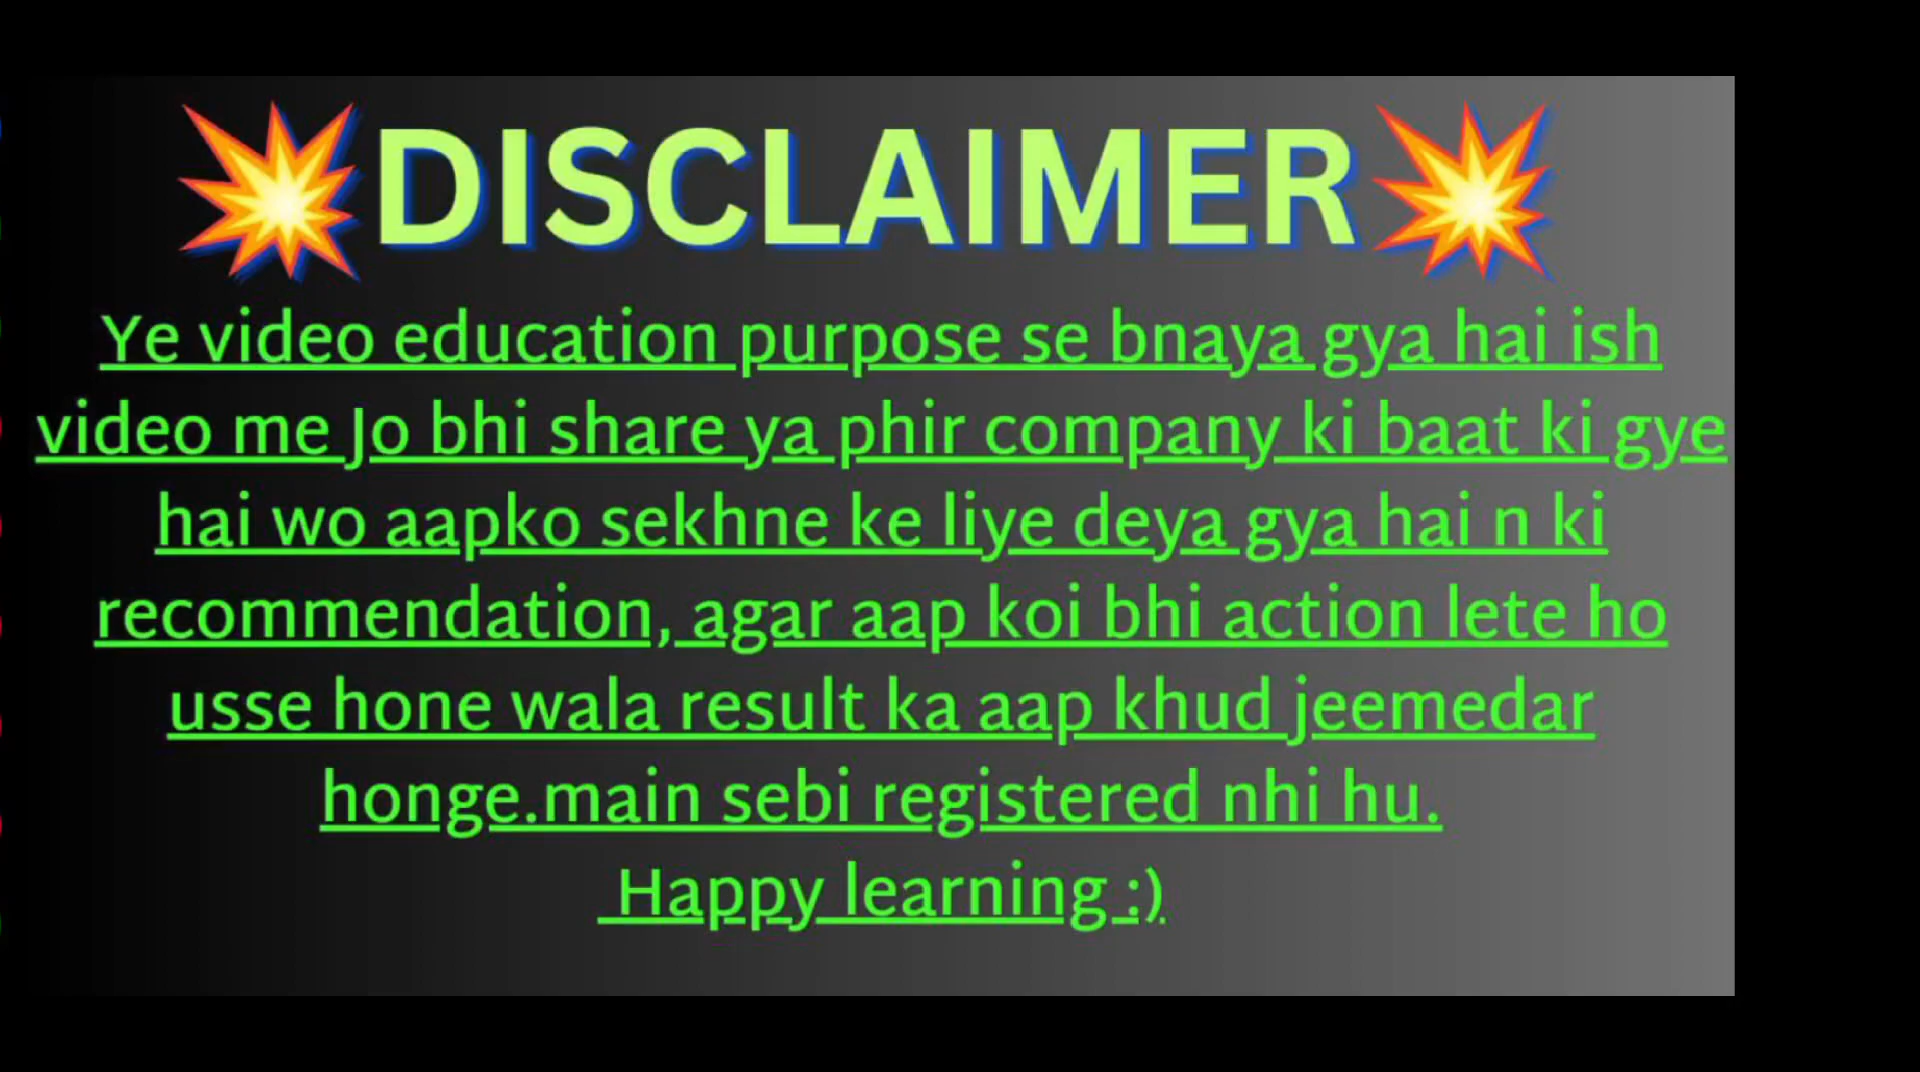 💥DISCLAIMER💥
Ye video education purpose se bnaya gya hai ish
video me Jo bhi share ya phir company ki baat ki gye
hai wo aapko sekhne ke liye deya gya hai n ki
recommendation, agar aap koi bhi action lete ho
usse hone wala result ka aap khud jeemedar
honge.main sebi registered nhi hu.
Happy learning :)